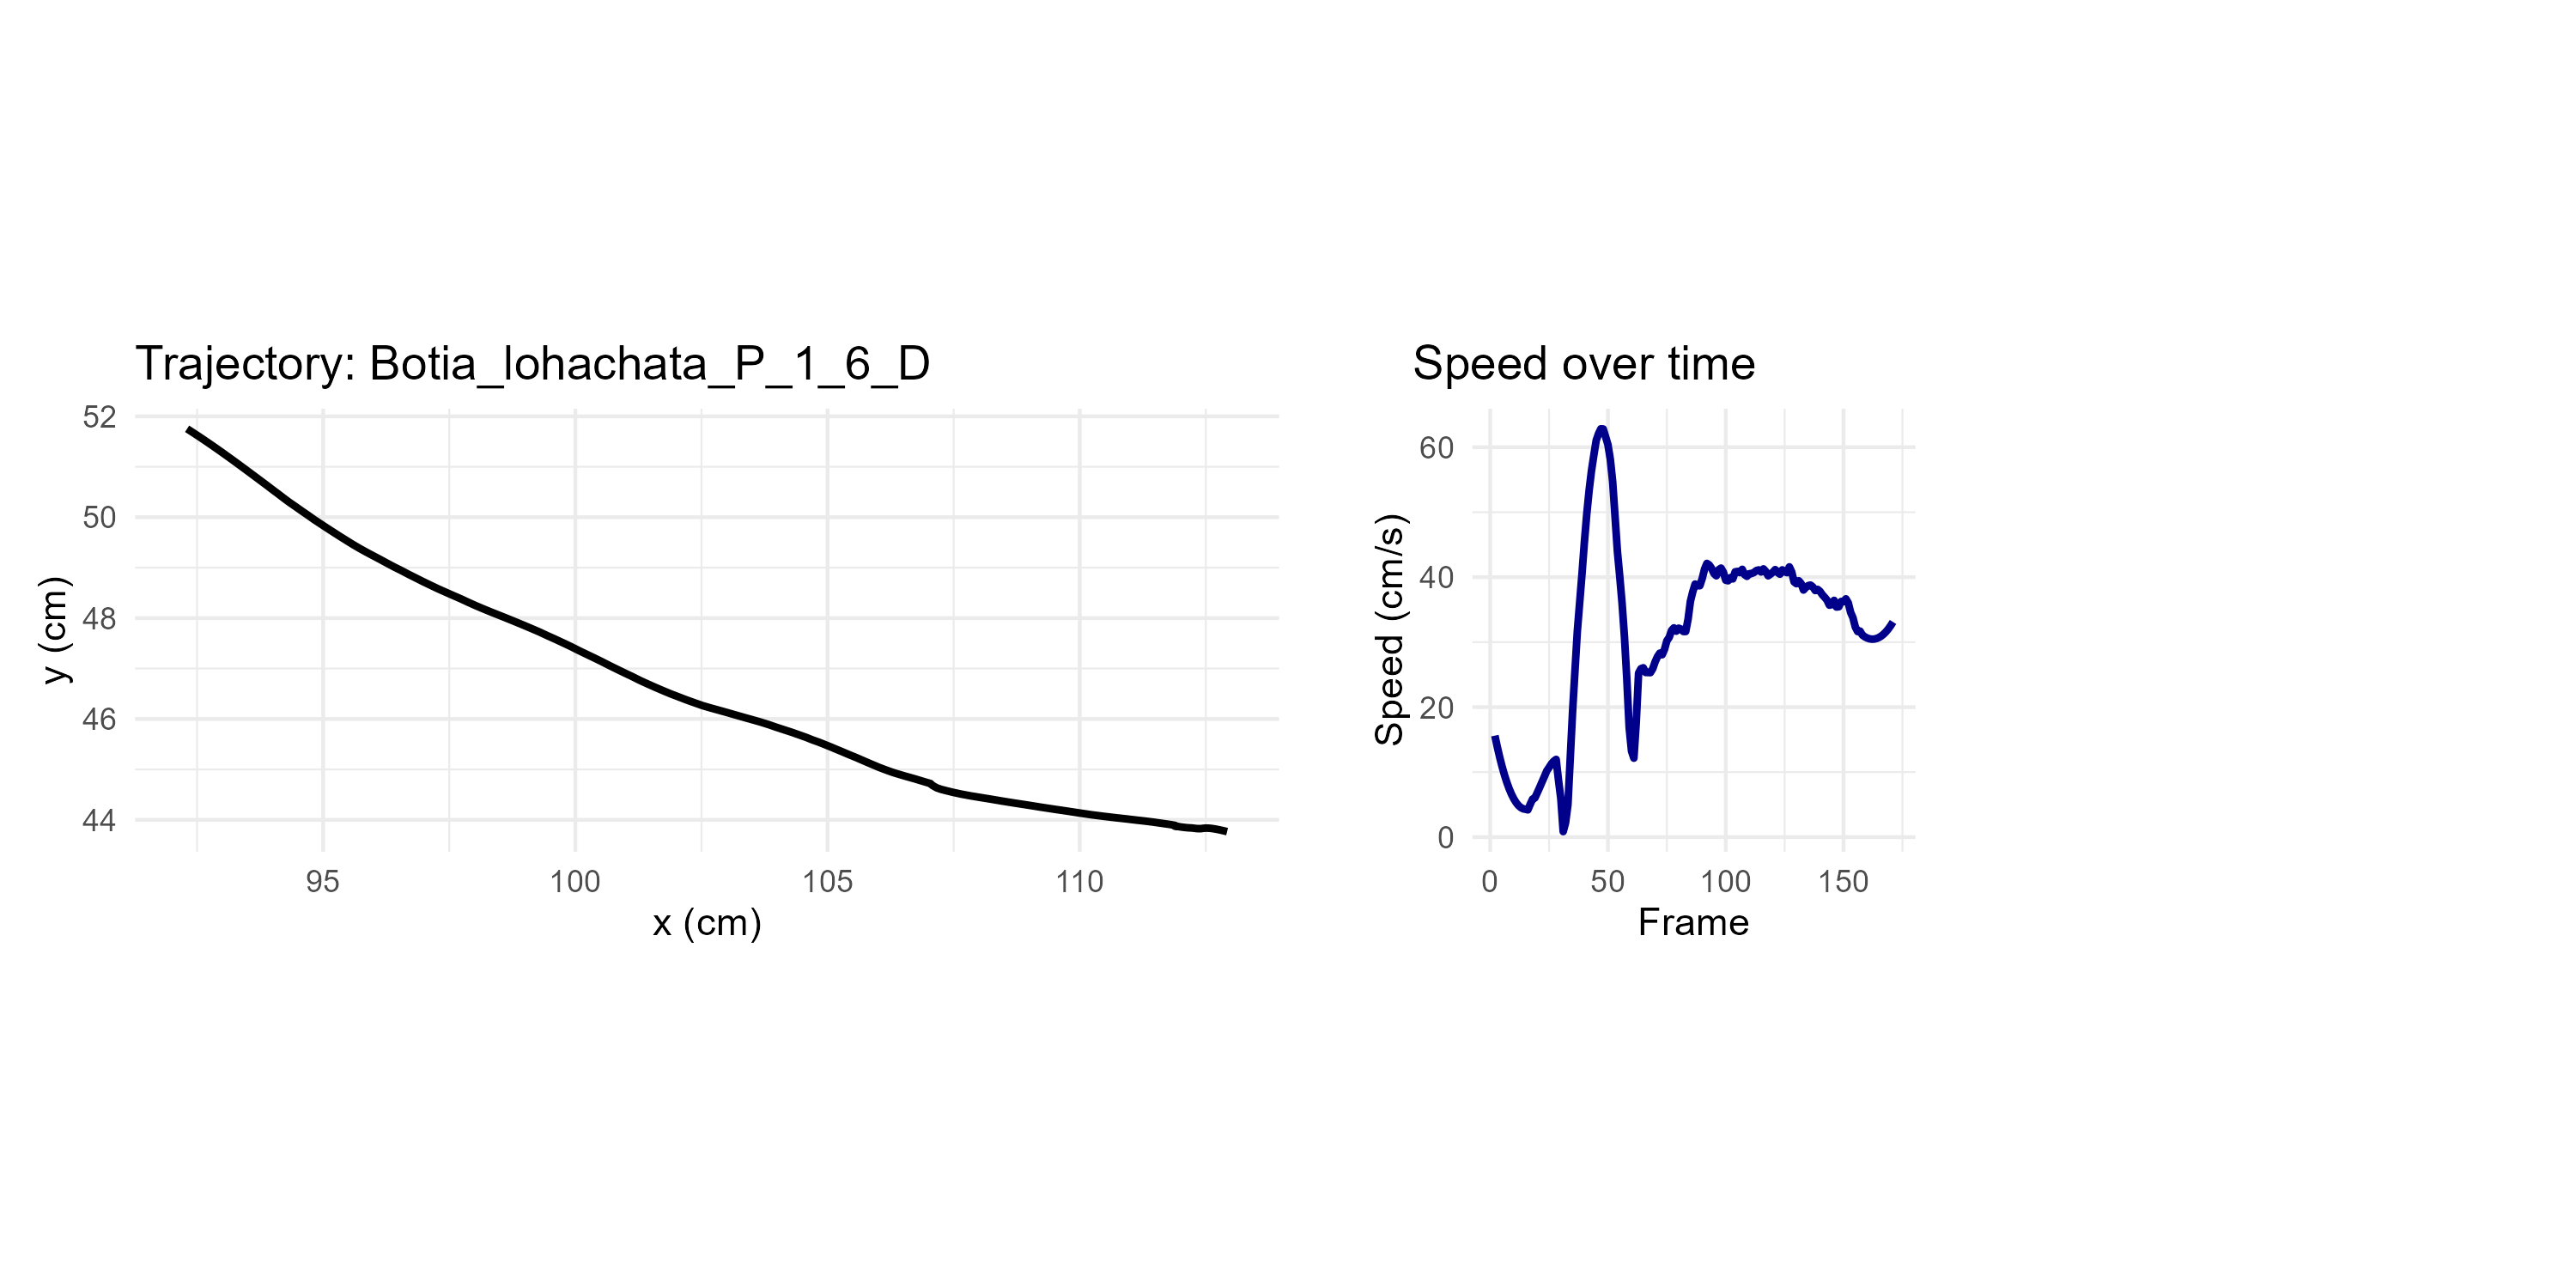 Trajectory: Botia_lohachata_P_1_6_D
52
50
48
46
44
y (cm)
95
100
105
110
x (cm)
Speed over time
60
40
20
0
Speed (cm/s)
0
50
100
150
Frame